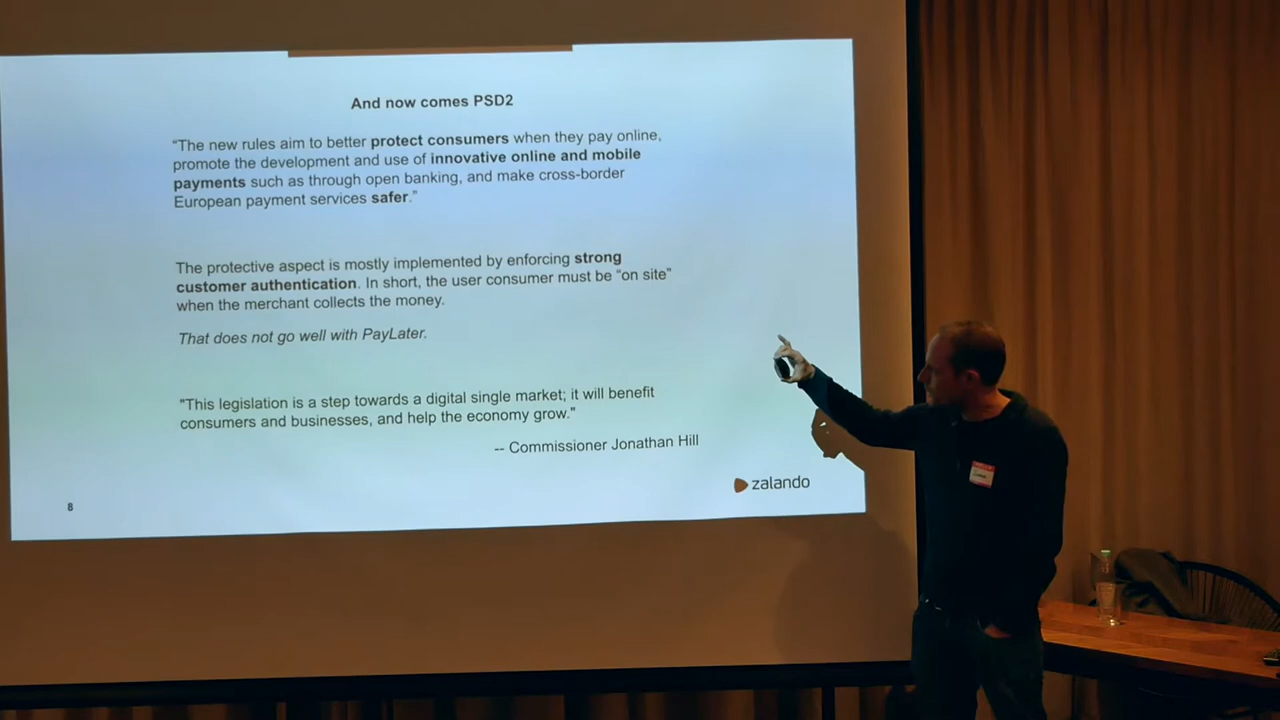 And now comes PSD2
“The new rules aim to better protect consumers when they pay online,
promote the development and use of innovative online and mobile
payments such as through open banking, and make cross-border
European payment services safer.”
The protective aspect is mostly implemented by enforcing strong
customer authentication. In short, the user consumer must be “on site”
when the merchant collects the money.
That does not go well with PayLater.
"This legislation is a step towards a digital single market; it will benefit
consumers and businesses, and help the economy grow."
-- Commissioner Jonathan Hill
zalando
8